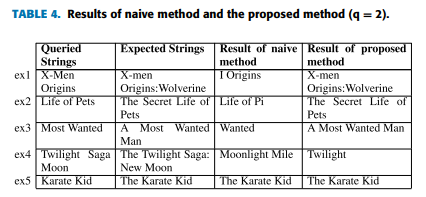 TABLE 4. Results of naive method and the proposed method (q = 2).
Queried Strings Expected Strings Result of naive method Result of proposed method
ex1 X-Men Origins X-men Origins:Wolverine I Origins X-men Origins:Wolverine
ex2 Life of Pets The Secret Life of Pets Life of Pi The Secret Life of Pets
ex3 Most Wanted A Most Wanted Man Wanted A Most Wanted Man
ex4 Twilight Saga Moon The Twilight Saga: New Moon Moonlight Mile Twilight
ex5 Karate Kid The Karate Kid The Karate Kid The Karate Kid